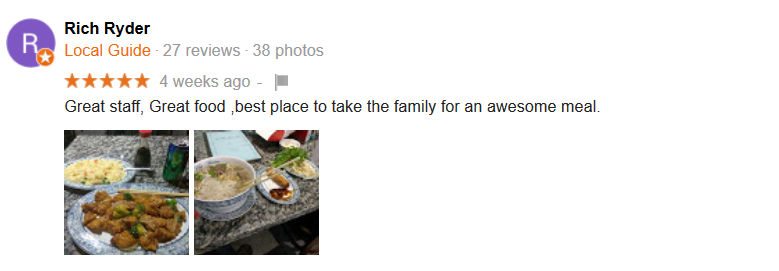 R
Rich Ryder
Local Guide · 27 reviews · 38 photos
4 weeks ago -
Great staff, Great food ,best place to take the family for an awesome meal.